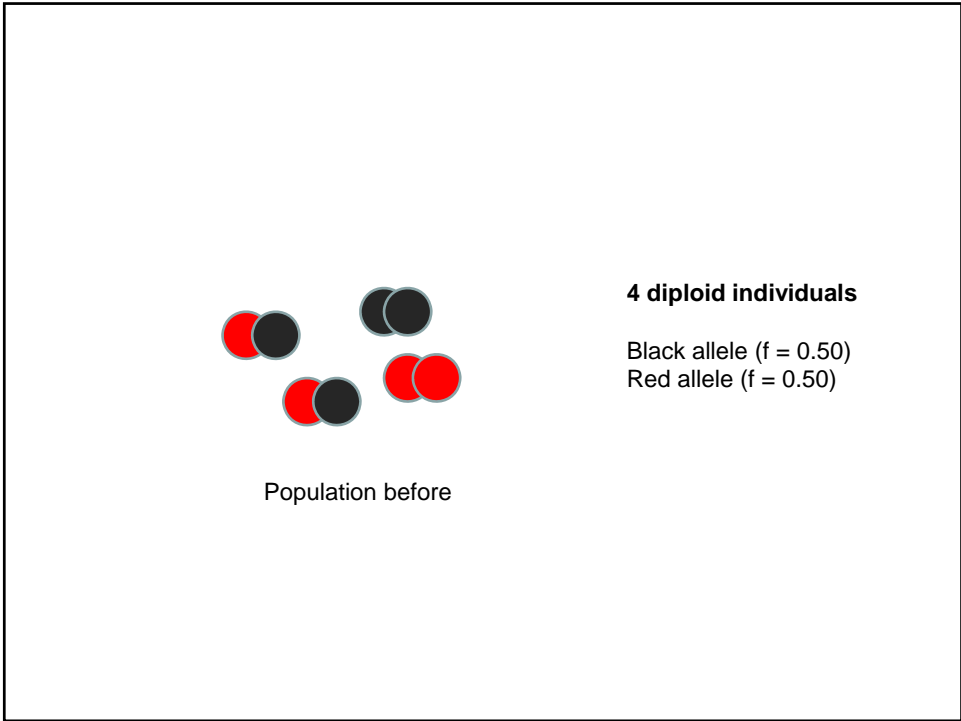 4 diploid individuals
Black allele (f = 0.50)
Red allele (f = 0.50)
Population before